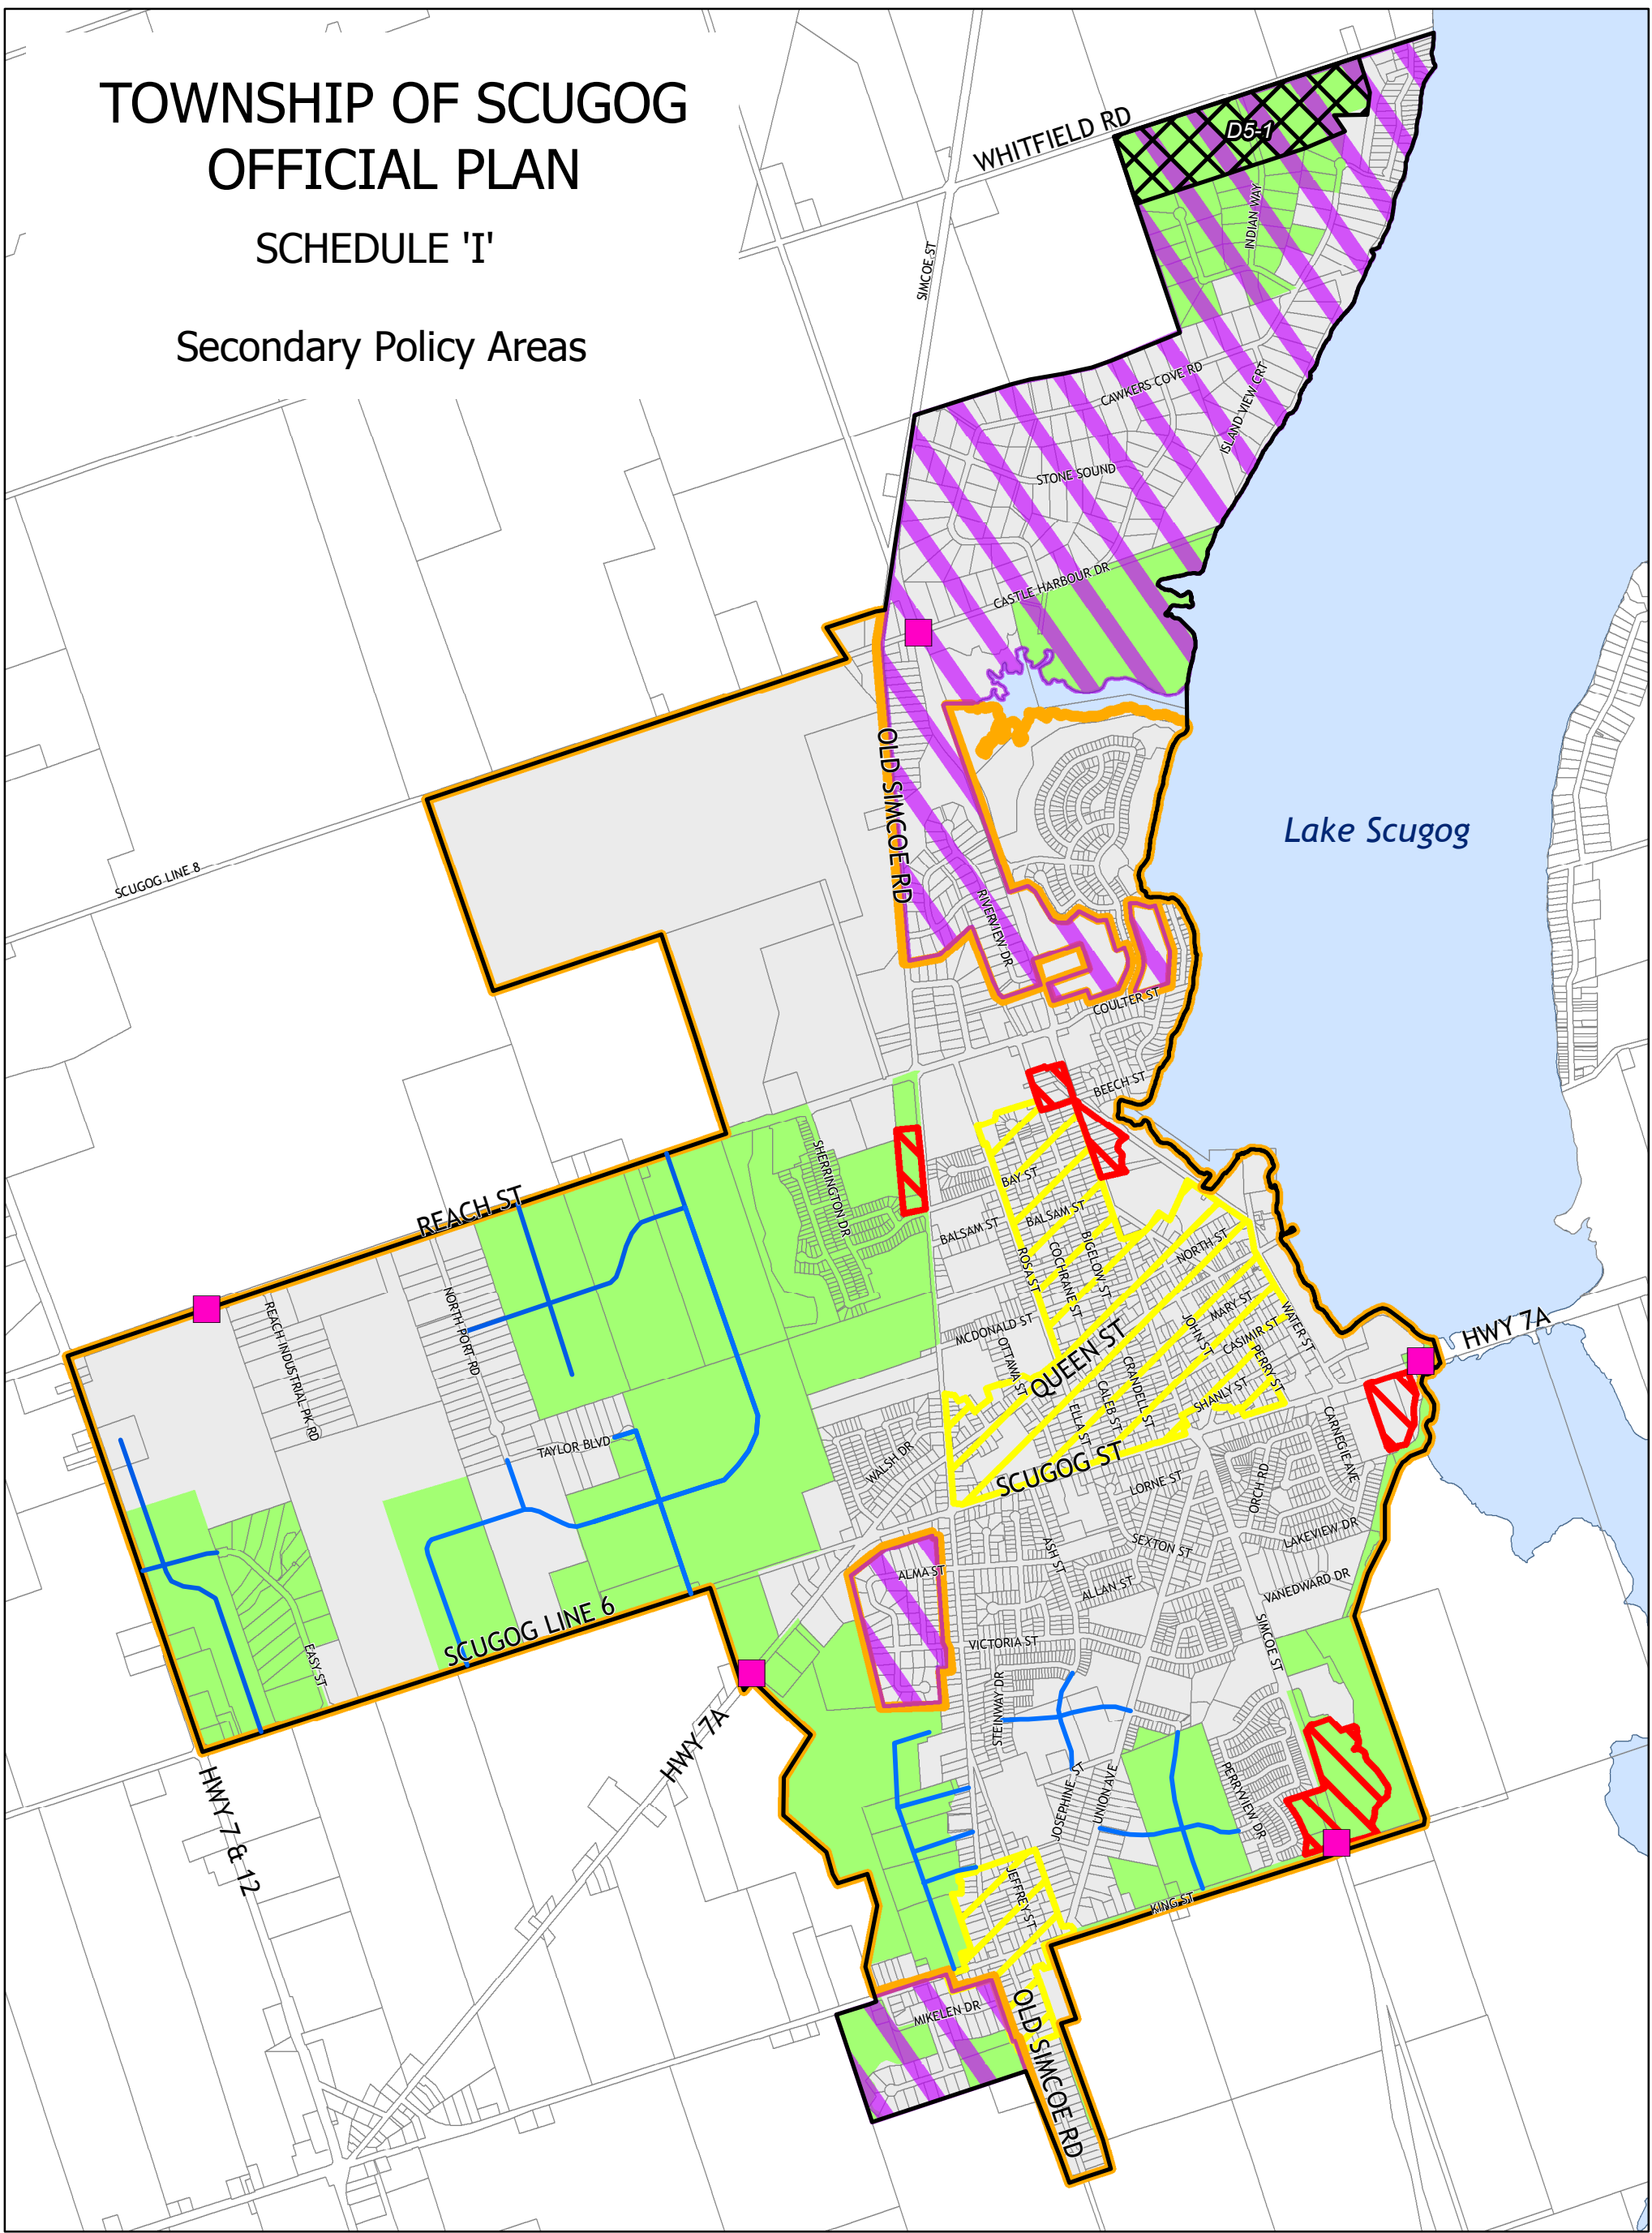 TOWNSHIP OF SCUGOG
OFFICIAL PLAN
SCHEDULE 'I'
Secondary Policy Areas
WHITFIELD RD
D5-1
INDIAN WAY
SIMCOE ST
CAWKERS COVE RD
ISLAND VIEW CRT
STONE SOUND
CASTLE HARBOUR DR
OLD SIMCOE RD
Lake Scugog
SCUGOG LINE 8
RIVERVIEW DR
COULTER ST
BEECH ST
SHERRINGTON DR
BAY ST
REACH ST
BALSAM ST
BALSAM ST
ROSA ST
COCHRANE ST
BIGELOW ST
NORTH ST
REACH INDUSTRIAL PK RD
NORTH PORT RD
MCDONALD ST
OTTAWA ST
QUEEN ST
JOHN ST
MARY ST
CASIMIR ST
WATER ST
PERRY ST
HWY 7A
CRANDELL ST
CALEB ST
ELLA ST
SHANLY ST
TAYLOR BLVD
WALSH DR
SCUGOG ST
CARNEGIE AVE
LORNE ST
ORCH RD
LAKEVIEW DR
ASH ST
SEXTON ST
ALMA ST
ALLAN ST
VANEDWARD DR
SCUGOG LINE 6
EASY ST
VICTORIA ST
SIMCOE ST
STEINWAY DR
HWY 7A
HWY 7 & 12
JOSEPHINE ST
UNION AVE
PERRYVIEW DR
JEFFREY ST
KING ST
MIKELEN DR
OLD SIMCOE RD